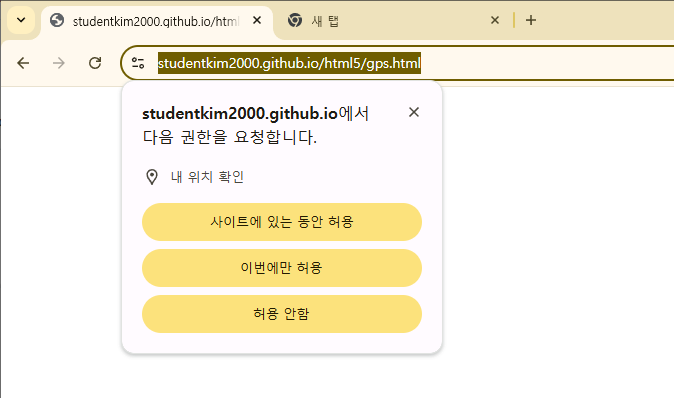 studentkim2000.github.io/html
새 탭
studentkim2000.github.io/html5/gps.html
studentkim2000.github.io에서
다음 권한을 요청합니다.
내 위치 확인
사이트에 있는 동안 허용
이번에만 허용
허용 안함